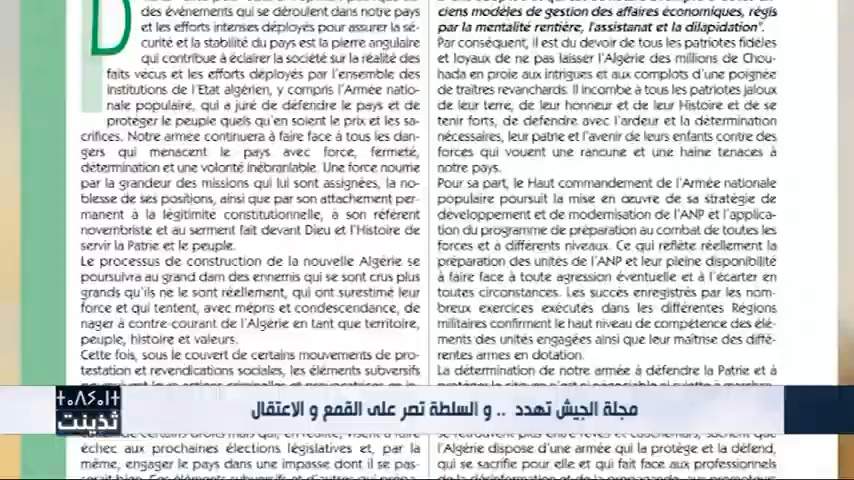 D
des événements qui se déroulent dans notre pays
et les efforts intenses déployés pour assurer la sé-
curité et la stabilité du pays est la pierre angulaire
qui contribue à éclairer la société sur la réalité des
faits vécus et les efforts déployés par l'ensemble des
institutions de l'Etat algérien, y compris l'Armée natio-
nale populaire, qui a juré de défendre le pays et de
protéger le peuple quels qu'en soient le prix et les sa-
crifices. Notre armée continuera à faire face à tous les dan-
gers qui menacent le pays avec force, fermeté,
détermination et une volonté inébranlable. Une force nourrie
par la grandeur des missions qui lui sont assignées, la no-
blesse de ses positions, ainsi que par son attachement per-
manent à la légitimité constitutionnelle, à son référent
novembriste et au serment fait devant Dieu et l'Histoire de
servir la Patrie et le peuple.
Le processus de construction de la nouvelle Algérie se
poursuivra au grand dam des ennemis qui se sont crus plus
grands qu'ils ne le sont réellement, qui ont surestimé leur
force et qui tentent, avec mépris et condescendance, de
nager à contre-courant de l'Algérie en tant que territoire,
peuple, histoire et valeurs.
Cette fois, sous le couvert de certains mouvements de pro-
testation et revendications sociales, les éléments subversifs
échec aux prochaines élections législatives et, par la
même, engager le pays dans une impasse dont il se pas-
ciens modèles de gestion des affaires économiques, régis
par la mentalité rentière, l'assistanat et la dilapidation".
Par conséquent, il est du devoir de tous les patriotes fidèles
et loyaux de ne pas laisser l'Algérie des millions de Chou-
hada en proie aux intrigues et aux complots d'une poignée
de traîtres revanchards. Il incombe à tous les patriotes jaloux
de leur terre, de leur honneur et de leur Histoire et de se
tenir forts, de défendre avec l'ardeur et la détermination
nécessaires, leur patrie et l'avenir de leurs enfants contre des
forces qui vouent une rancune et une haine tenaces à
notre pays.
Pour sa part, le Haut commandement de l'Armée nationale
populaire poursuit la mise en œuvre de sa stratégie de
développement et de modernisation de l'ANP et l'applica-
tion du programme de préparation au combat de toutes les
forces et à différents niveaux. Ce qui reflète réellement la
préparation des unités de l'ANP et leur pleine disponibilité
à faire face à toute agression éventuelle et à l'écarter en
toutes circonstances. Les succès enregistrés par les nom-
breux exercices exécutés dans les différentes Régions
militaires confirment le haut niveau de compétence des élé-
ments des unités engagées ainsi que leur maîtrise des diffé-
rentes armes en dotation.
La détermination de notre armée à défendre la Patrie et à
l'Algérie dispose d'une armée qui la protège et la défend,
qui se sacrifie pour elle et qui fait face aux professionnels
ⵜⴰⴷⵢⵏⵜ
ثذينت
مجلة الجيش تهدد .. و السلطة تصر على القمع و الاعتقال